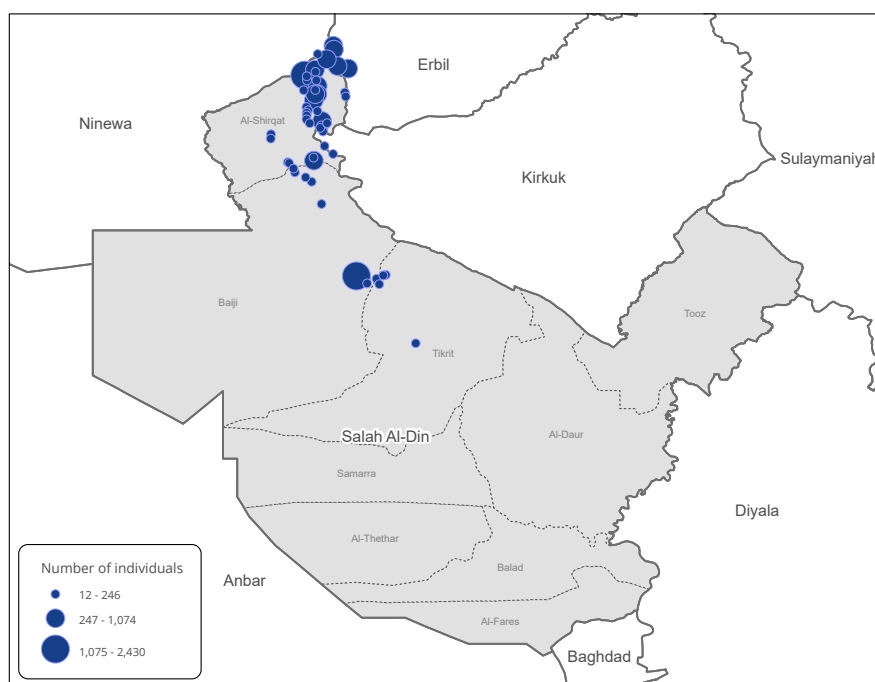 Erbil
Ninewa
Al-Shirqat
Sulaymaniyah
Kirkuk
Baiji
Tooz
Tikrit
Salah Al-Din
Al-Daur
Samarra
Diyala
Al-Thethar
Balad
Anbar
Al-Fares
Baghdad
Number of individuals
12 - 246
247 - 1,074
1,075 - 2,430